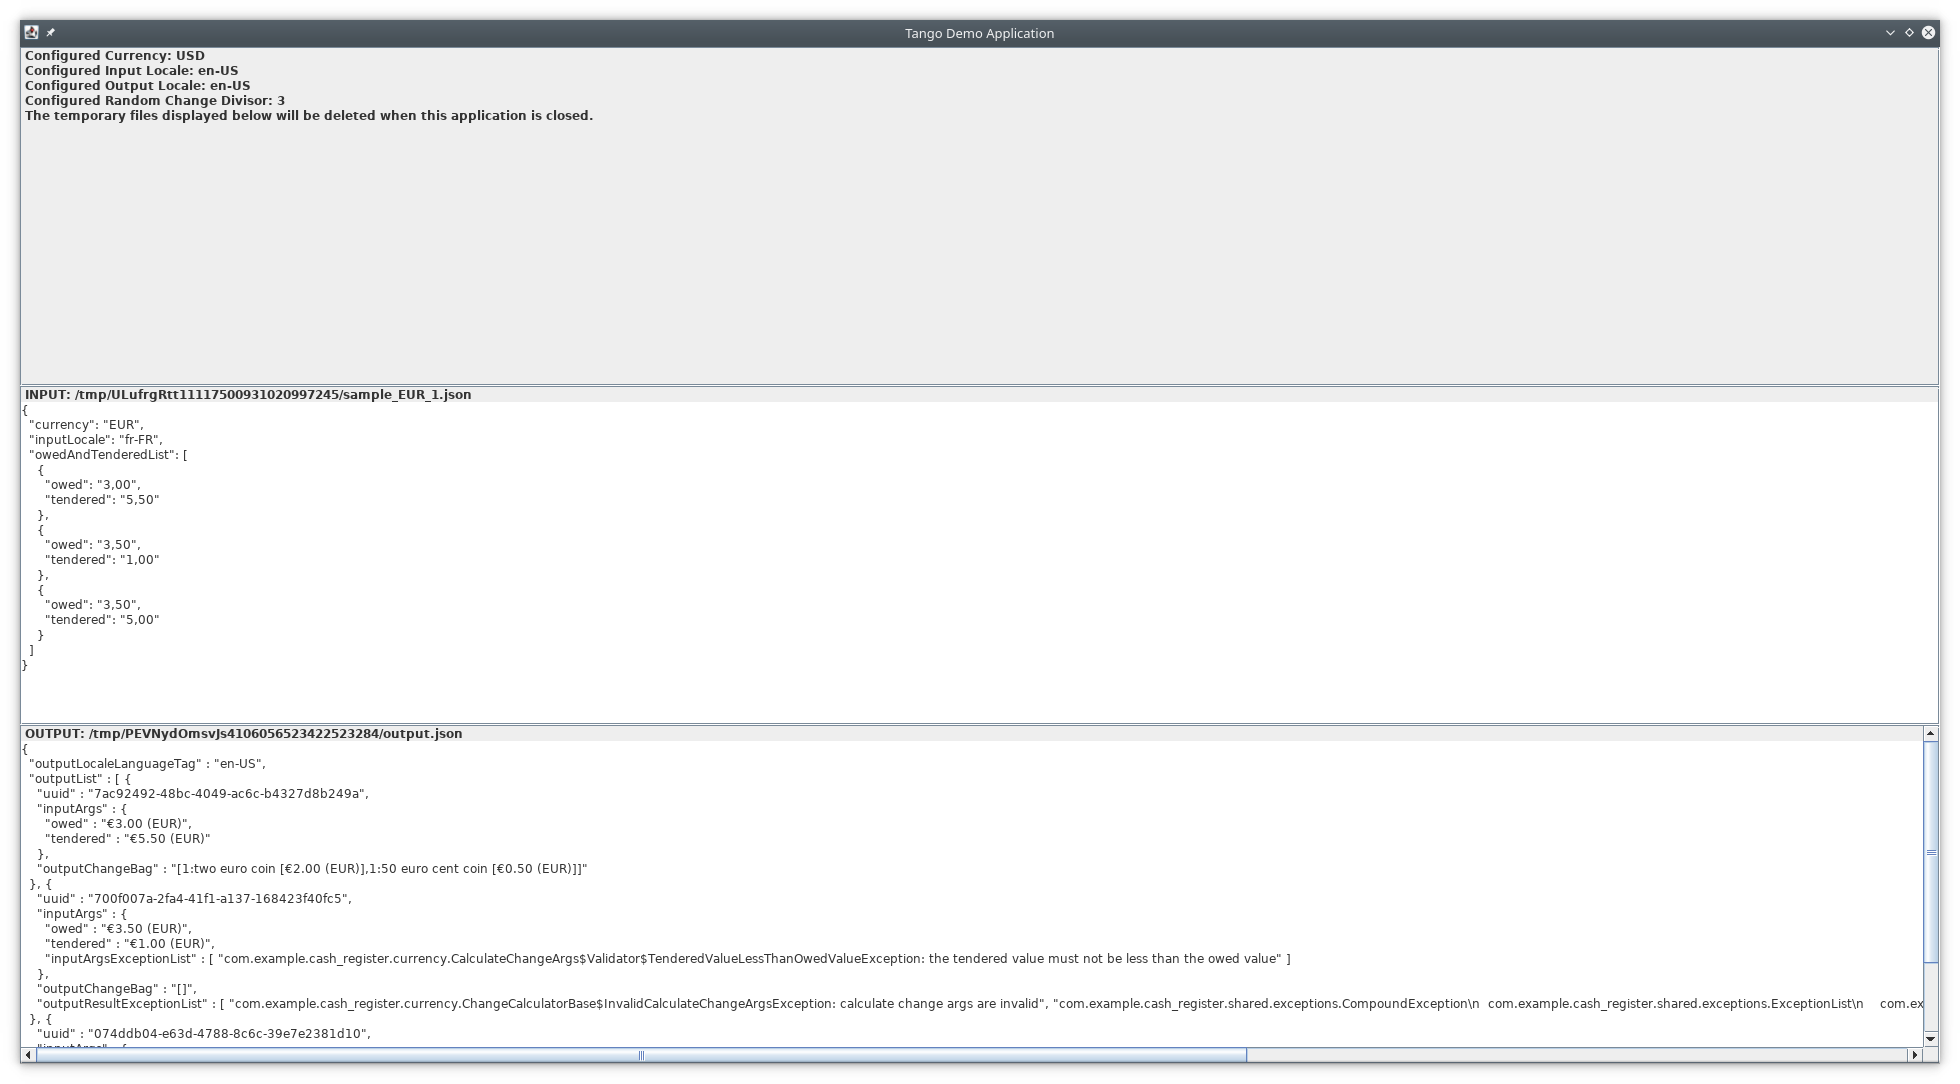 Tango Demo Application
Configured Currency: USD
Configured Input Locale: en-US
Configured Output Locale: en-US
Configured Random Change Divisor: 3
The temporary files displayed below will be deleted when this application is closed.
INPUT: /tmp/ULufrgRtt11117500931020997245/sample_EUR_1.json
{
  "currency": "EUR",
  "inputLocale": "fr-FR",
  "owedAndTenderedList": [
    {
      "owed": "3,00",
      "tendered": "5,50"
    },
    {
      "owed": "3,50",
      "tendered": "1,00"
    },
    {
      "owed": "3,50",
      "tendered": "5,00"
    }
  ]
}
OUTPUT: /tmp/PEVNydOmsvJs4106056523422523284/output.json
{
  "outputLocaleLanguageTag" : "en-US",
  "outputList" : [ {
    "uuid" : "7ac92492-48bc-4049-ac6c-b4327d8b249a",
    "inputArgs" : {
      "owed" : "€3.00 (EUR)",
      "tendered" : "€5.50 (EUR)"
    },
    "outputChangeBag" : "[1:two euro coin [€2.00 (EUR)],1:50 euro cent coin [€0.50 (EUR)]]"
  }, {
    "uuid" : "700f007a-2fa4-41f1-a137-168423f40fc5",
    "inputArgs" : {
      "owed" : "€3.50 (EUR)",
      "tendered" : "€1.00 (EUR)",
      "inputArgsExceptionList" : [ "com.example.cash_register.currency.CalculateChangeArgs$Validator$TenderedValueLessThanOwedValueException: the tendered value must not be less than the owed value" ]
    },
    "outputChangeBag" : "[]",
    "outputResultExceptionList" : [ "com.example.cash_register.currency.ChangeCalculatorBase$InvalidCalculateChangeArgsException: calculate change args are invalid", "com.example.cash_register.shared.exceptions.CompoundException\n  com.example.cash_register.shared.exceptions.ExceptionList\n    com.ex
  }, {
    "uuid" : "074ddb04-e63d-4788-8c6c-39e7e2381d10",
    "inputArgs" : {